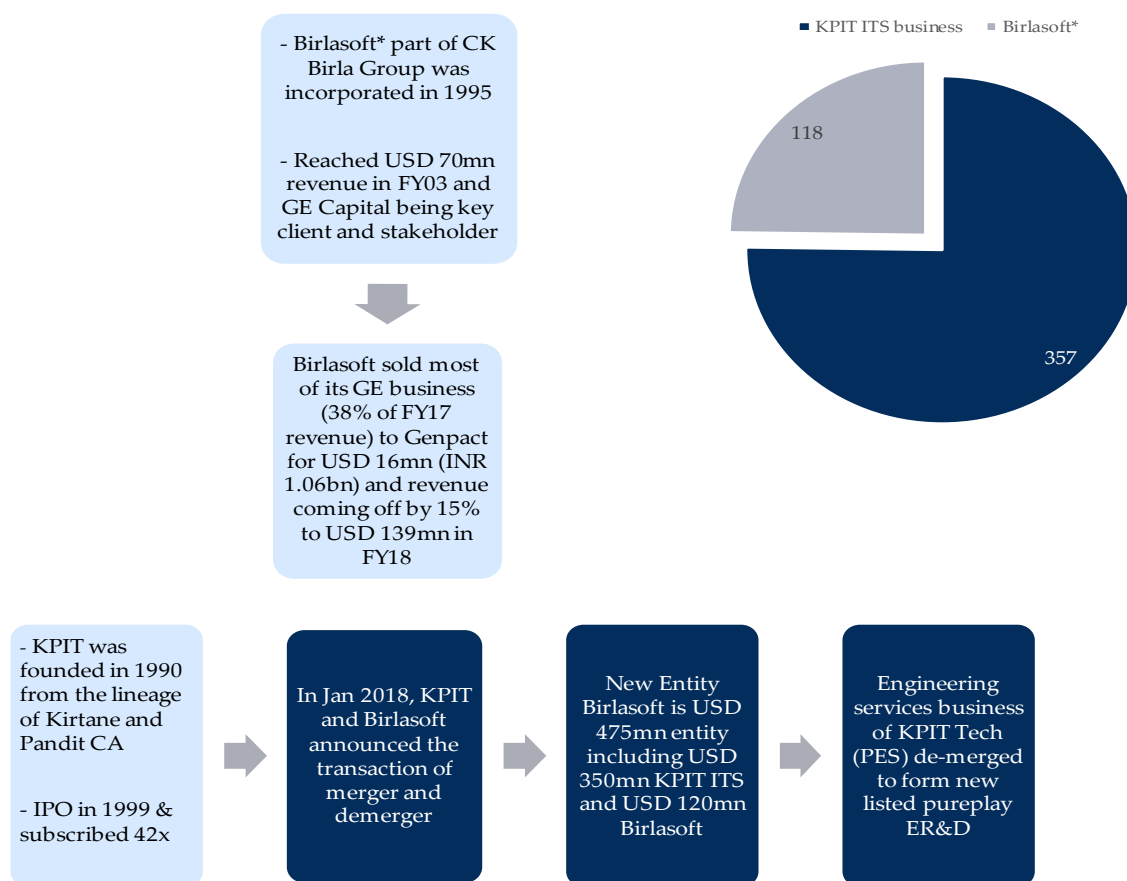 - Birlasoft* part of CK
Birla Group was
incorporated in 1995
- Reached USD 70mn
revenue in FY03 and
GE Capital being key
client and stakeholder
KPIT ITS business
Birlasoft*
118
357
Birlasoft sold most
of its GE business
(38% of FY17
revenue) to Genpact
for USD 16mn (INR
1.06bn) and revenue
coming off by 15%
to USD 139mn in
FY18
- KPIT was
founded in 1990
from the lineage
of Kirtane and
Pandit CA
- IPO in 1999 &
subscribed 42x
In Jan 2018, KPIT
and Birlasoft
announced the
transaction of
merger and
demerger
New Entity
Birlasoft is USD
475mn entity
including USD
350mn KPIT ITS
and USD 120mn
Birlasoft
Engineering
services business
of KPIT Tech
(PES) de-merged
to form new
listed pureplay
ER&D